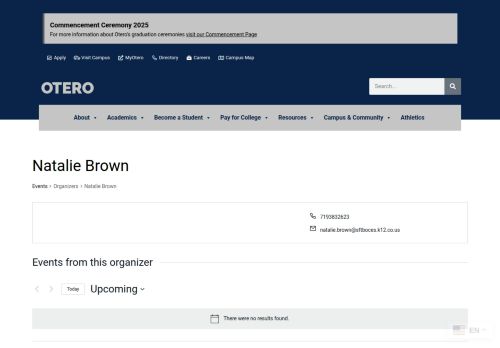 Commencement Ceremony 2025
For more information about Otero's graduation ceremonies visit our Commencement Page
Apply Visit Campus MyOtero Directory Careers Campus Map
OTERO
Search...
About Academics Become a Student Pay for College Resources Campus & Community Athletics
Natalie Brown
Events > Organizers > Natalie Brown
7193832623
natalie.brown@sftboces.k12.co.us
Events from this organizer
Today Upcoming
There were no results found.
EN